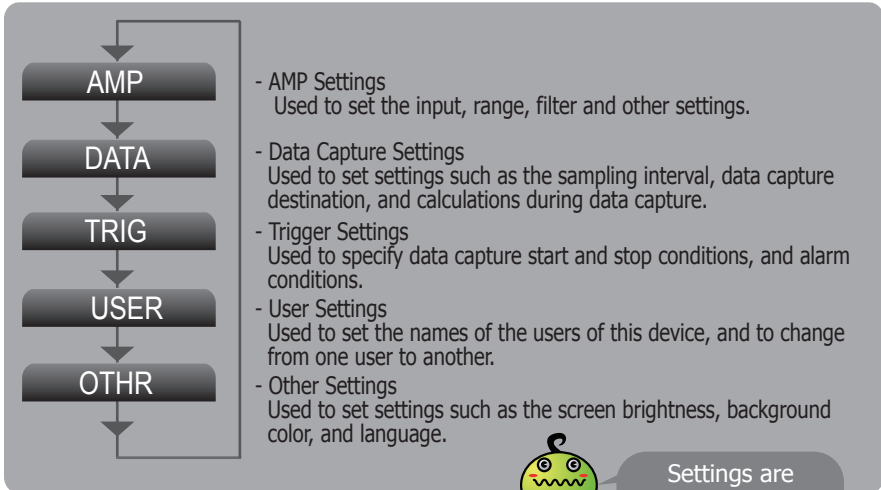 AMP
- AMP Settings
Used to set the input, range, filter and other settings.
DATA
- Data Capture Settings
Used to set settings such as the sampling interval, data capture
destination, and calculations during data capture.
TRIG
- Trigger Settings
Used to specify data capture start and stop conditions, and alarm
conditions.
USER
- User Settings
Used to set the names of the users of this device, and to change
from one user to another.
OTHR
- Other Settings
Used to set settings such as the screen brightness, background
color, and language.
Settings are